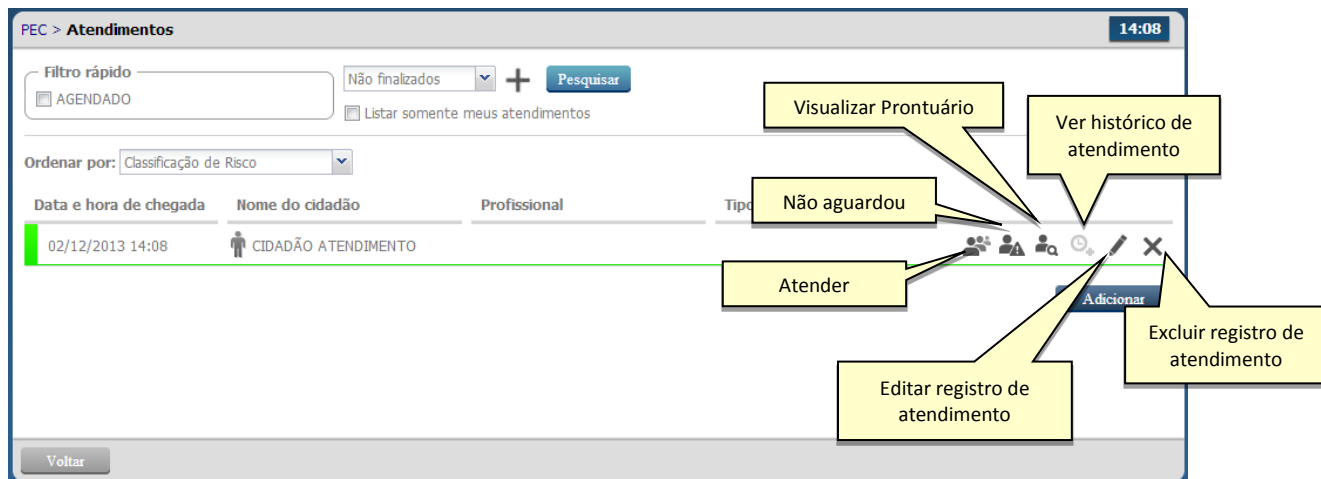 PEC > Atendimentos
14:08
Filtro rápido
AGENDADO
Não finalizados
Pesquisar
Listar somente meus atendimentos
Visualizar Prontuário
Ver histórico de
atendimento
Ordenar por: Classificação de Risco
Não aguardou
Data e hora de chegada
Nome do cidadão
Profissional
Tipo
02/12/2013 14:08
CIDADÃO ATENDIMENTO
Atender
Adicionar
Excluir registro de
atendimento
Editar registro de
atendimento
Voltar